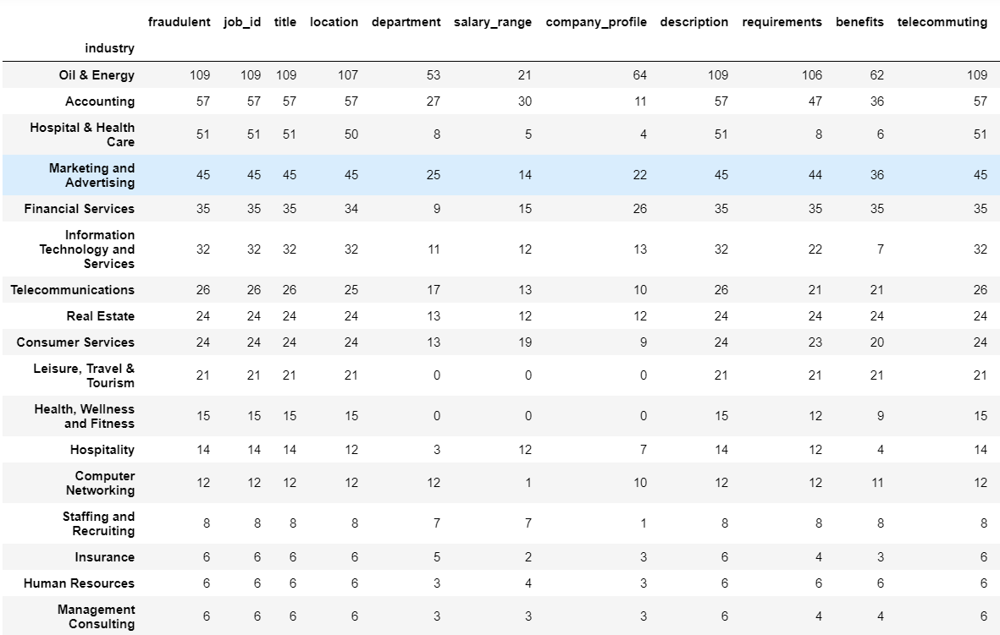 fraudulent job_id title location department salary_range company_profile description requirements benefits telecommuting
industry
Oil & Energy 109 109 109 107 53 21 64 109 106 62 109
Accounting 57 57 57 57 27 30 11 57 47 36 57
Hospital & Health
Care 51 51 51 50 8 5 4 51 8 6 51
Marketing and
Advertising 45 45 45 45 25 14 22 45 44 36 45
Financial Services 35 35 35 34 9 15 26 35 35 35 35
Information
Technology and
Services 32 32 32 32 11 12 13 32 22 7 32
Telecommunications 26 26 26 25 17 13 10 26 21 21 26
Real Estate 24 24 24 24 13 12 12 24 24 24 24
Consumer Services 24 24 24 24 13 19 9 24 23 20 24
Leisure, Travel &
Tourism 21 21 21 21 0 0 0 21 21 21 21
Health, Wellness
and Fitness 15 15 15 15 0 0 0 15 12 9 15
Hospitality 14 14 14 12 3 12 7 14 12 4 14
Computer
Networking 12 12 12 12 12 1 10 12 12 11 12
Staffing and
Recruiting 8 8 8 8 7 7 1 8 8 8 8
Insurance 6 6 6 6 5 2 3 6 4 3 6
Human Resources 6 6 6 6 3 4 3 6 6 6 6
Management
Consulting 6 6 6 6 3 3 3 6 4 4 6